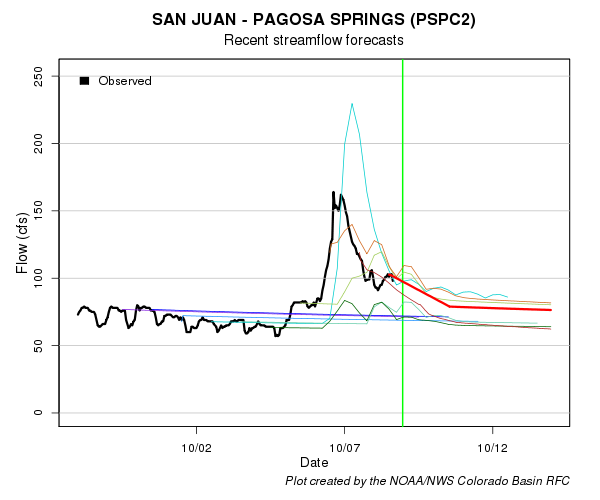 SAN JUAN - PAGOSA SPRINGS (PSPC2)
Recent streamflow forecasts
Observed
250
200
150
100
50
0
Flow (cfs)
10/02 10/07 10/12
Date
Plot created by the NOAA/NWS Colorado Basin RFC